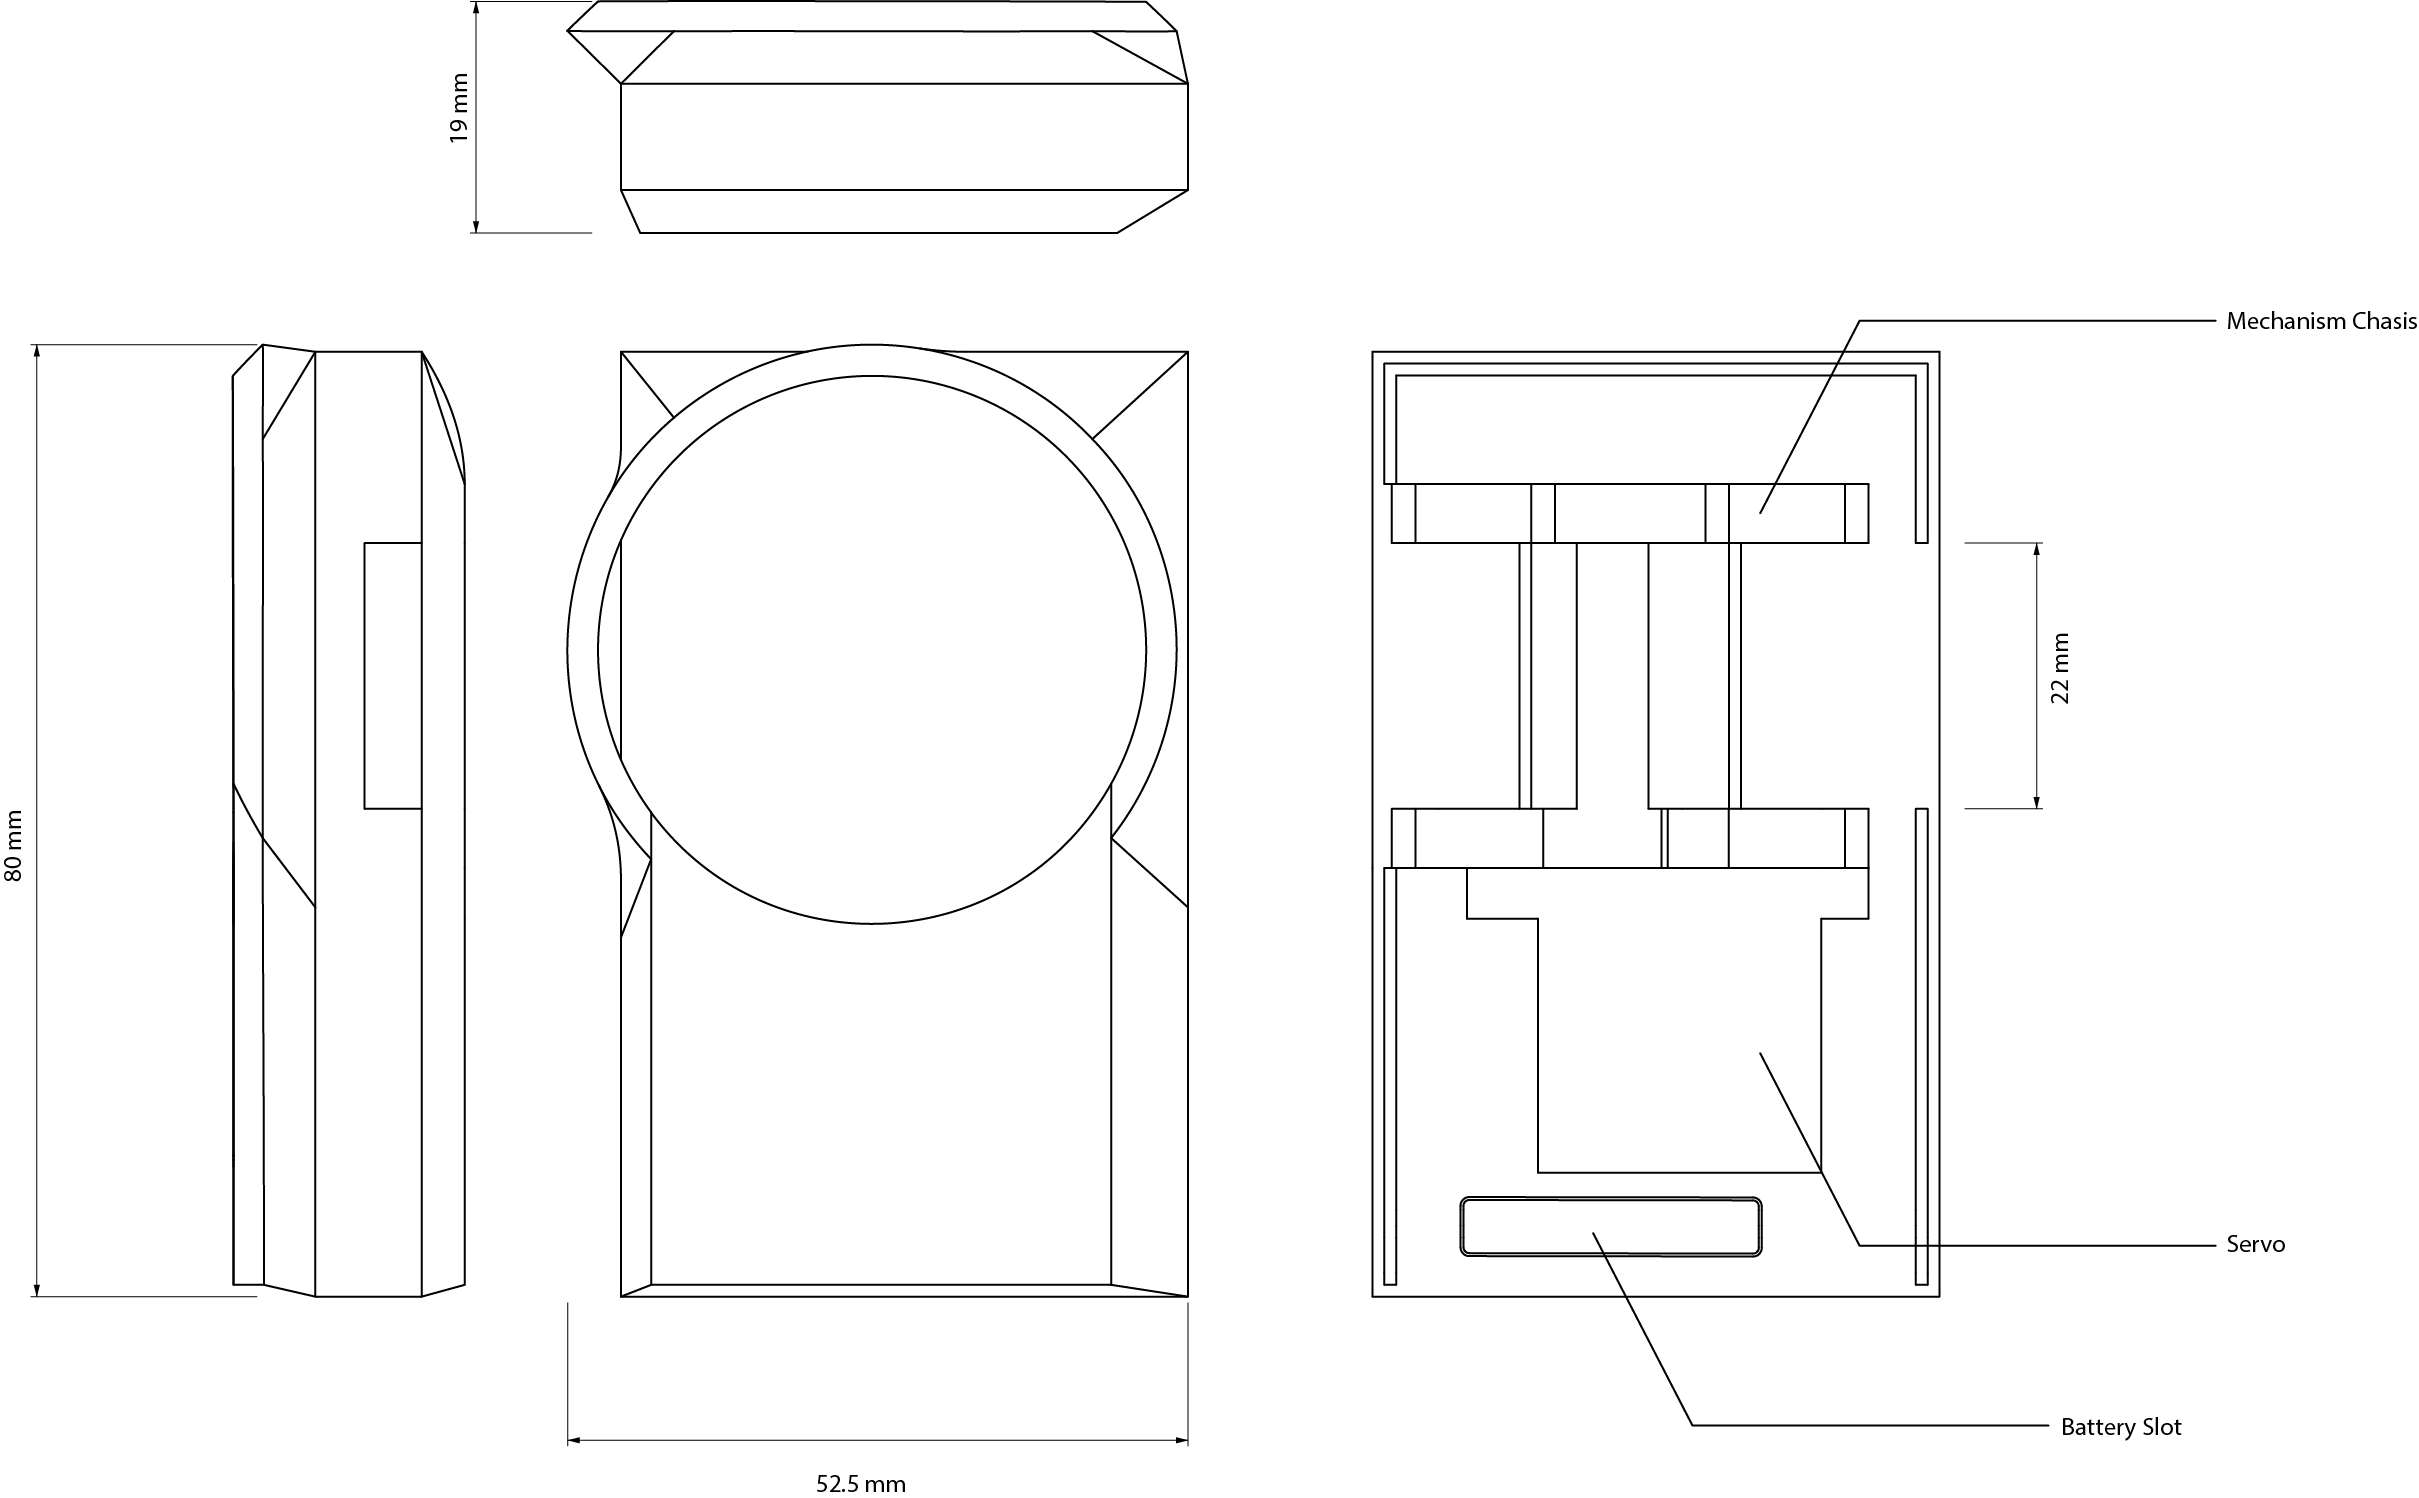 19 mm
Mechanism Chasis
22 mm
80 mm
Servo
Battery Slot
52.5 mm